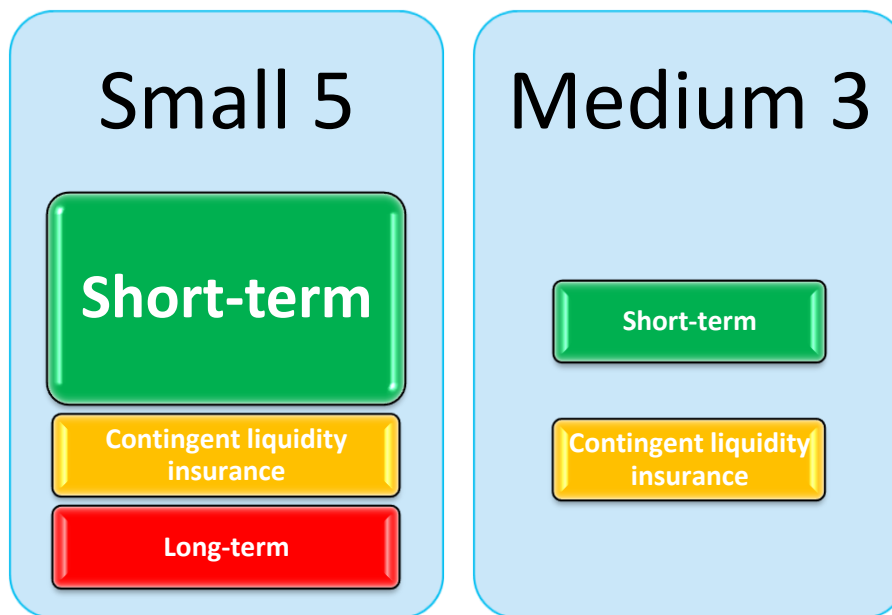 Small 5
Short-term
Contingent liquidity
insurance
Long-term
Medium 3
Short-term
Contingent liquidity
insurance